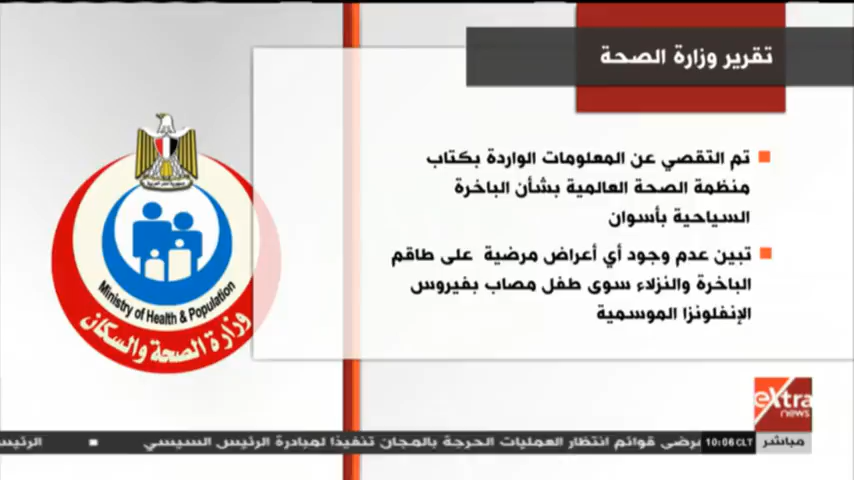 تقرير وزارة الصحة
تم التقصي عن المعلومات الواردة بكتاب
منظمة الصحة العالمية بشأن الباخرة
السياحية بأسوان
تبين عدم وجود أي أعراض مرضية على طاقم
الباخرة والنزلاء سوى طفل مصاب بفيروس
الإنفلونزا الموسمية
Ministry of Health & Population
وزارة الصحة والسكان
eXtra
news
مباشر
10:06 CLT
مرضى قوائم انتظار العمليات الحرجة بالمجان تنفيذا لمبادرة الرئيس السيسي